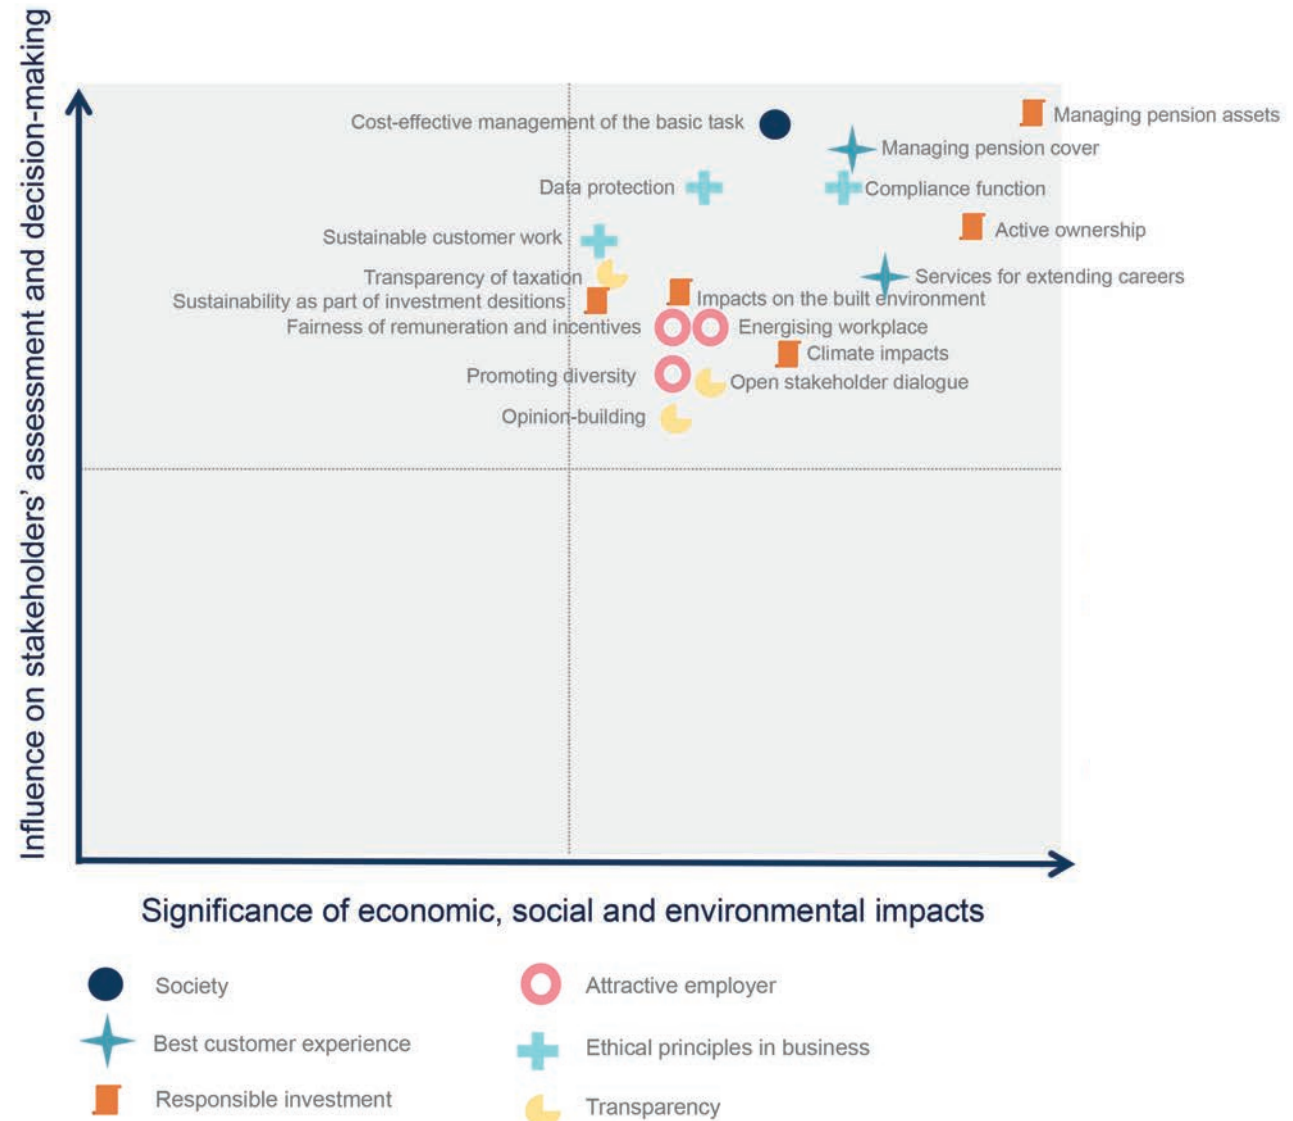 Influence on stakeholders' assessment and decision-making
Cost-effective management of the basic task
Managing pension assets
Managing pension cover
Data protection
Compliance function
Active ownership
Sustainable customer work
Transparency of taxation
Services for extending careers
Sustainability as part of investment desitions
Impacts on the built environment
Fairness of remuneration and incentives
Energising workplace
Climate impacts
Promoting diversity
Open stakeholder dialogue
Opinion-building
Significance of economic, social and environmental impacts
Society
Attractive employer
Best customer experience
Ethical principles in business
Responsible investment
Transparency